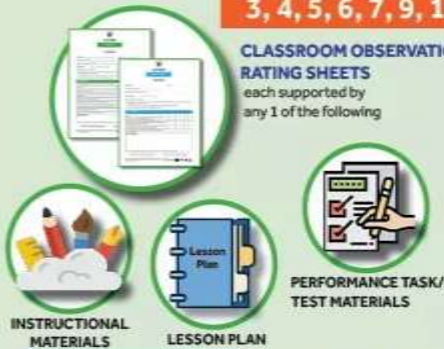 3, 4, 5, 6, 7, 9, 1
CLASSROOM OBSERVATIO
RATING SHEETS
each supported by
any 1 of the following
Lesson
Plan
PERFORMANCE TASK/
TEST MATERIALS
INSTRUCTIONAL
MATERIALS
LESSON PLAN